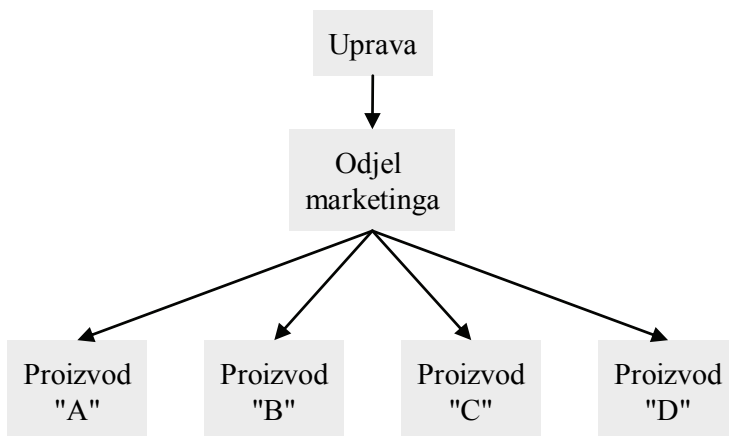 Uprava
Odjel
marketinga
Proizvod
"A"
Proizvod
"B"
Proizvod
"C"
Proizvod
"D"